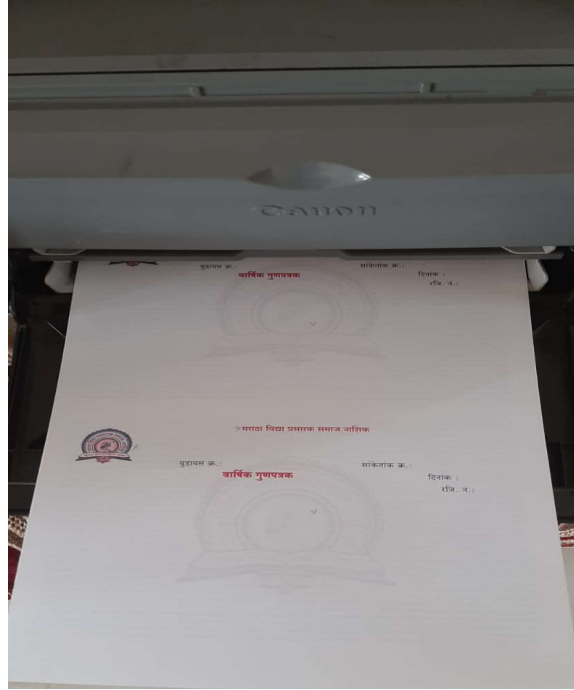 Canon
युडायस क्र.: सांकेतांक क्र.:
वार्षिक गुणपत्रक दिनांक :
रजि. नं.:
मराठा विद्या प्रसारक समाज नाशिक
युडायस क्र.: सांकेतांक क्र.:
वार्षिक गुणपत्रक दिनांक :
रजि. नं.: